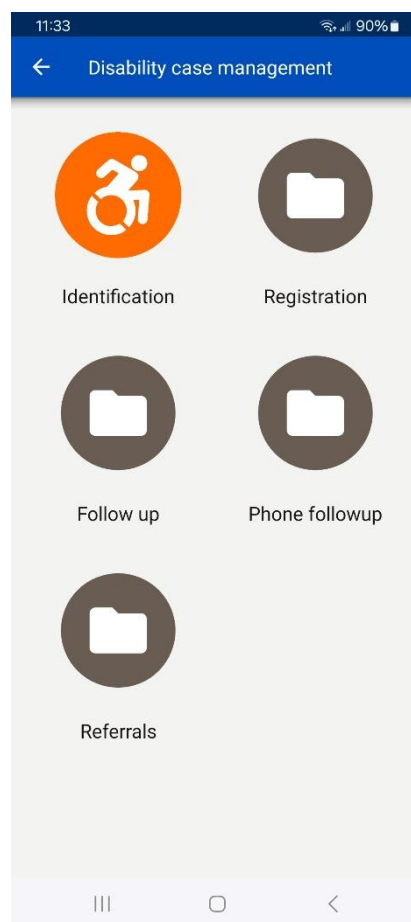 11:33
90%
Disability case management
Identification
Registration
Follow up
Phone followup
Referrals